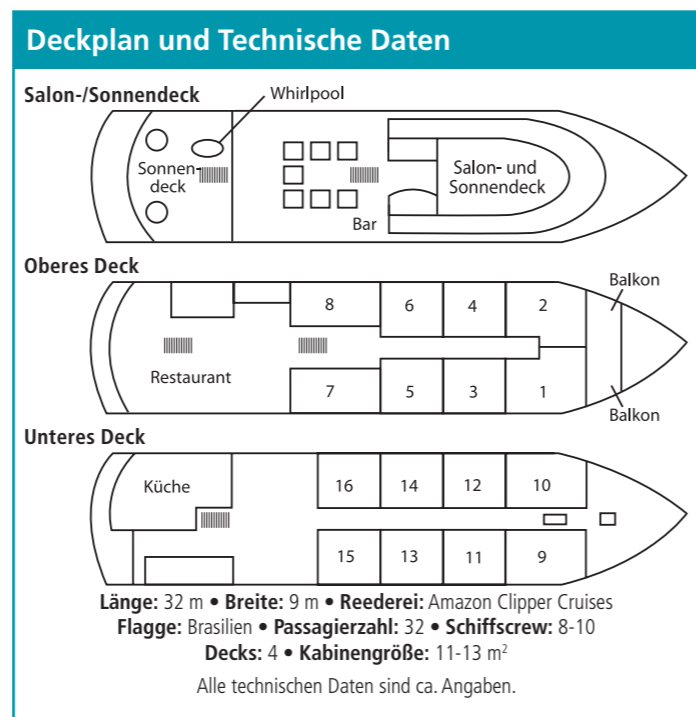 Deckplan und Technische Daten
Salon-/Sonnendeck
Whirlpool
Sonnen-
deck
Salon- und
Sonnendeck
Bar
Oberes Deck
Balkon
8 6 4 2
Restaurant
7 5 3 1
Balkon
Unteres Deck
Küche
16 14 12 10
15 13 11 9
Länge: 32 m • Breite: 9 m • Reederei: Amazon Clipper Cruises
Flagge: Brasilien • Passagierzahl: 32 • Schiffscrew: 8-10
Decks: 4 • Kabinengröße: 11-13 m²
Alle technischen Daten sind ca. Angaben.